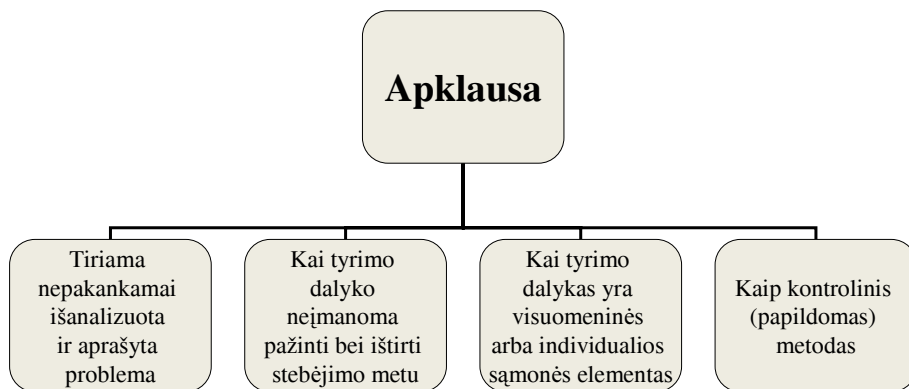 Apklausa
Tiriama
nepakankamai
išanalizuota
ir aprašyta
problema
Kai tyrimo
dalyko
neįmanoma
pažinti bei ištirti
stebėjimo metu
Kai tyrimo
dalykas yra
visuomeninės
arba individualios
sąmonės elementas
Kaip kontrolinis
(papildomas)
metodas